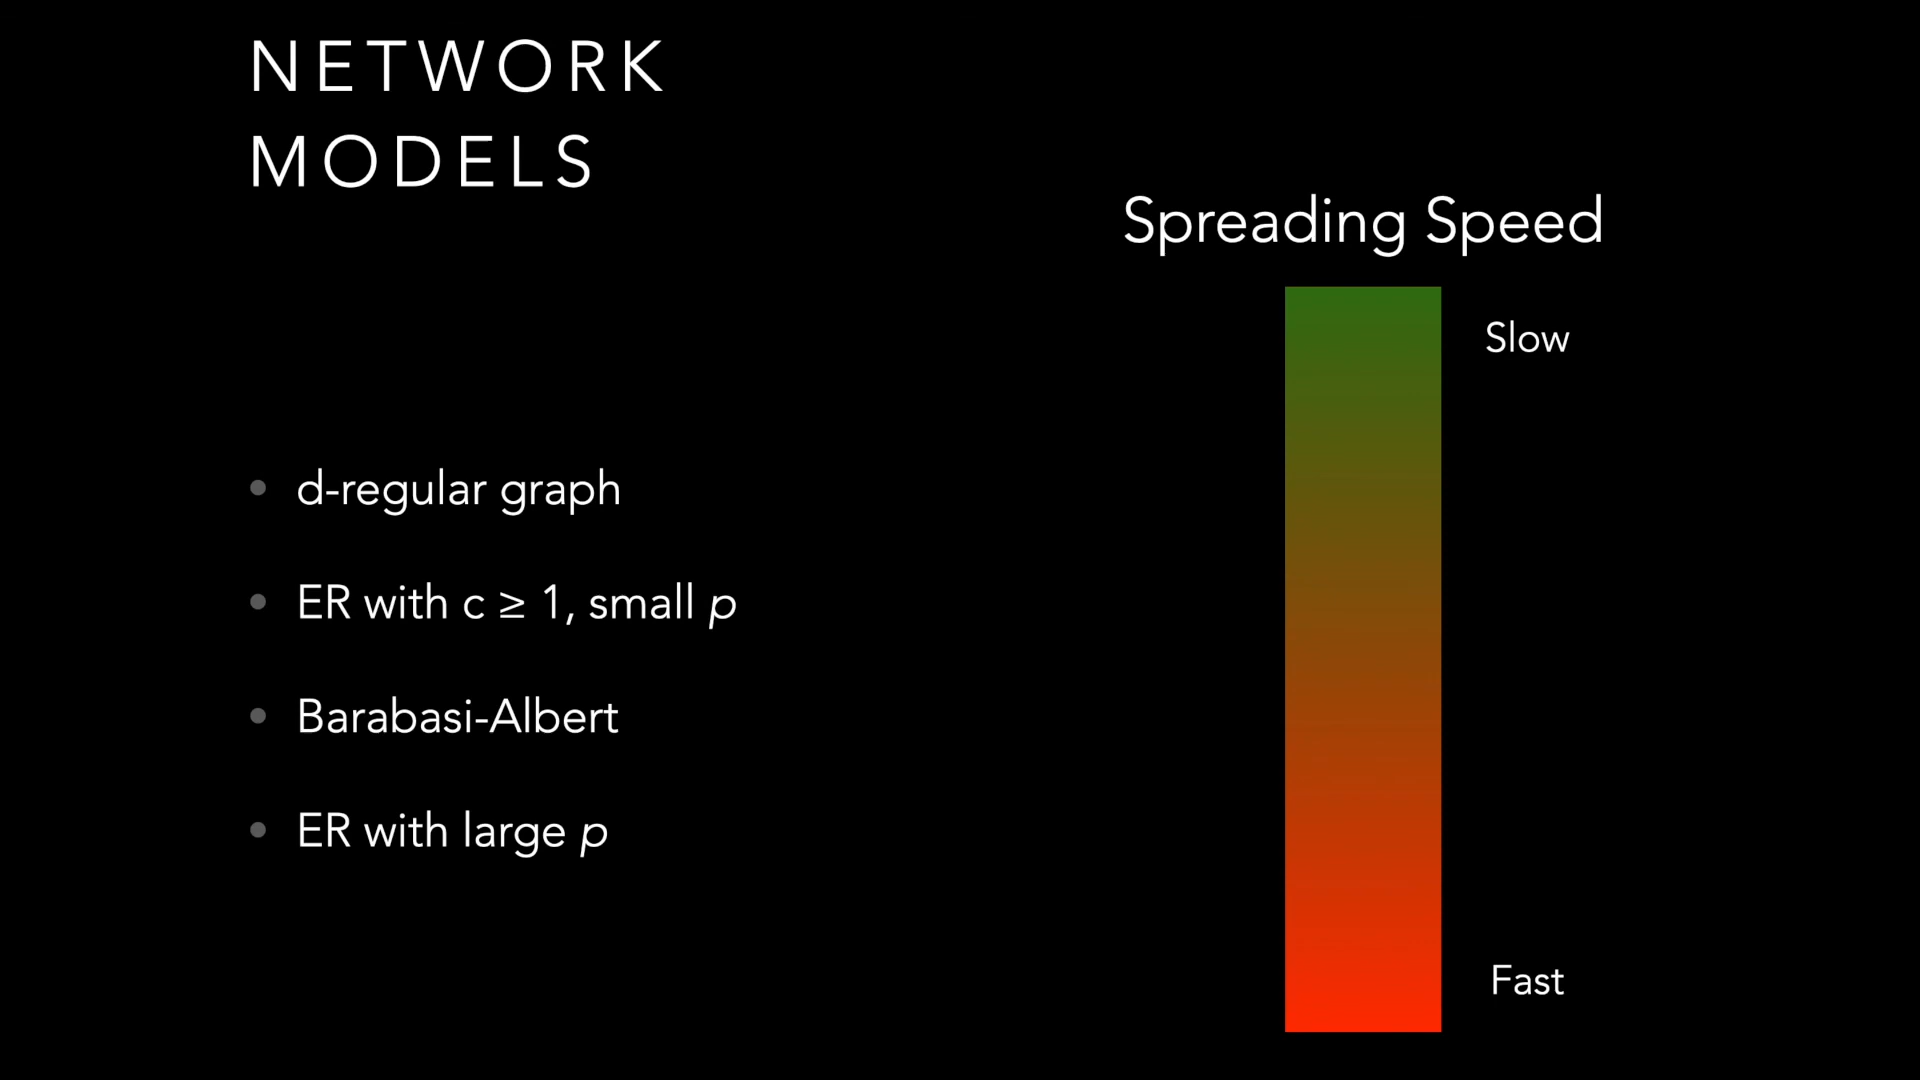 NETWORK
MODELS
Spreading Speed
Slow
• d-regular graph
• ER with c ≥ 1, small p
• Barabasi-Albert
• ER with large p
Fast